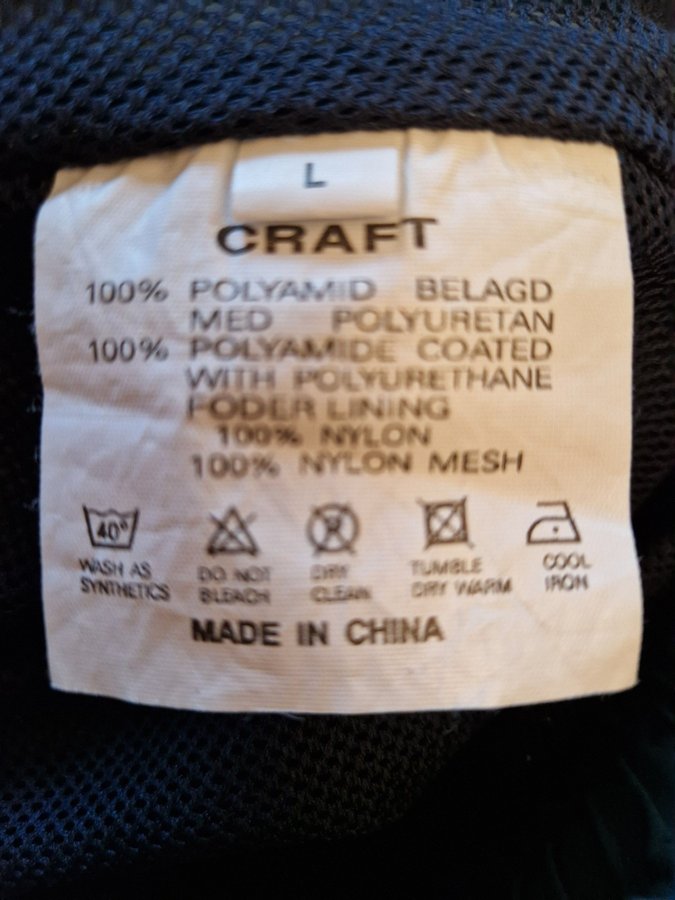 L
CRAFT
100% POLYAMID BELAGD
MED POLYURETAN
100% POLYAMIDE COATED
WITH POLYURETHANE
FODER LINING
100% NYLON
100% NYLON MESH
40°
WASH AS
SYNTHETICS
DO NOT
BLEACH
DRY
CLEAN
TUMBLE
DRY WARM
COOL
IRON
MADE IN CHINA